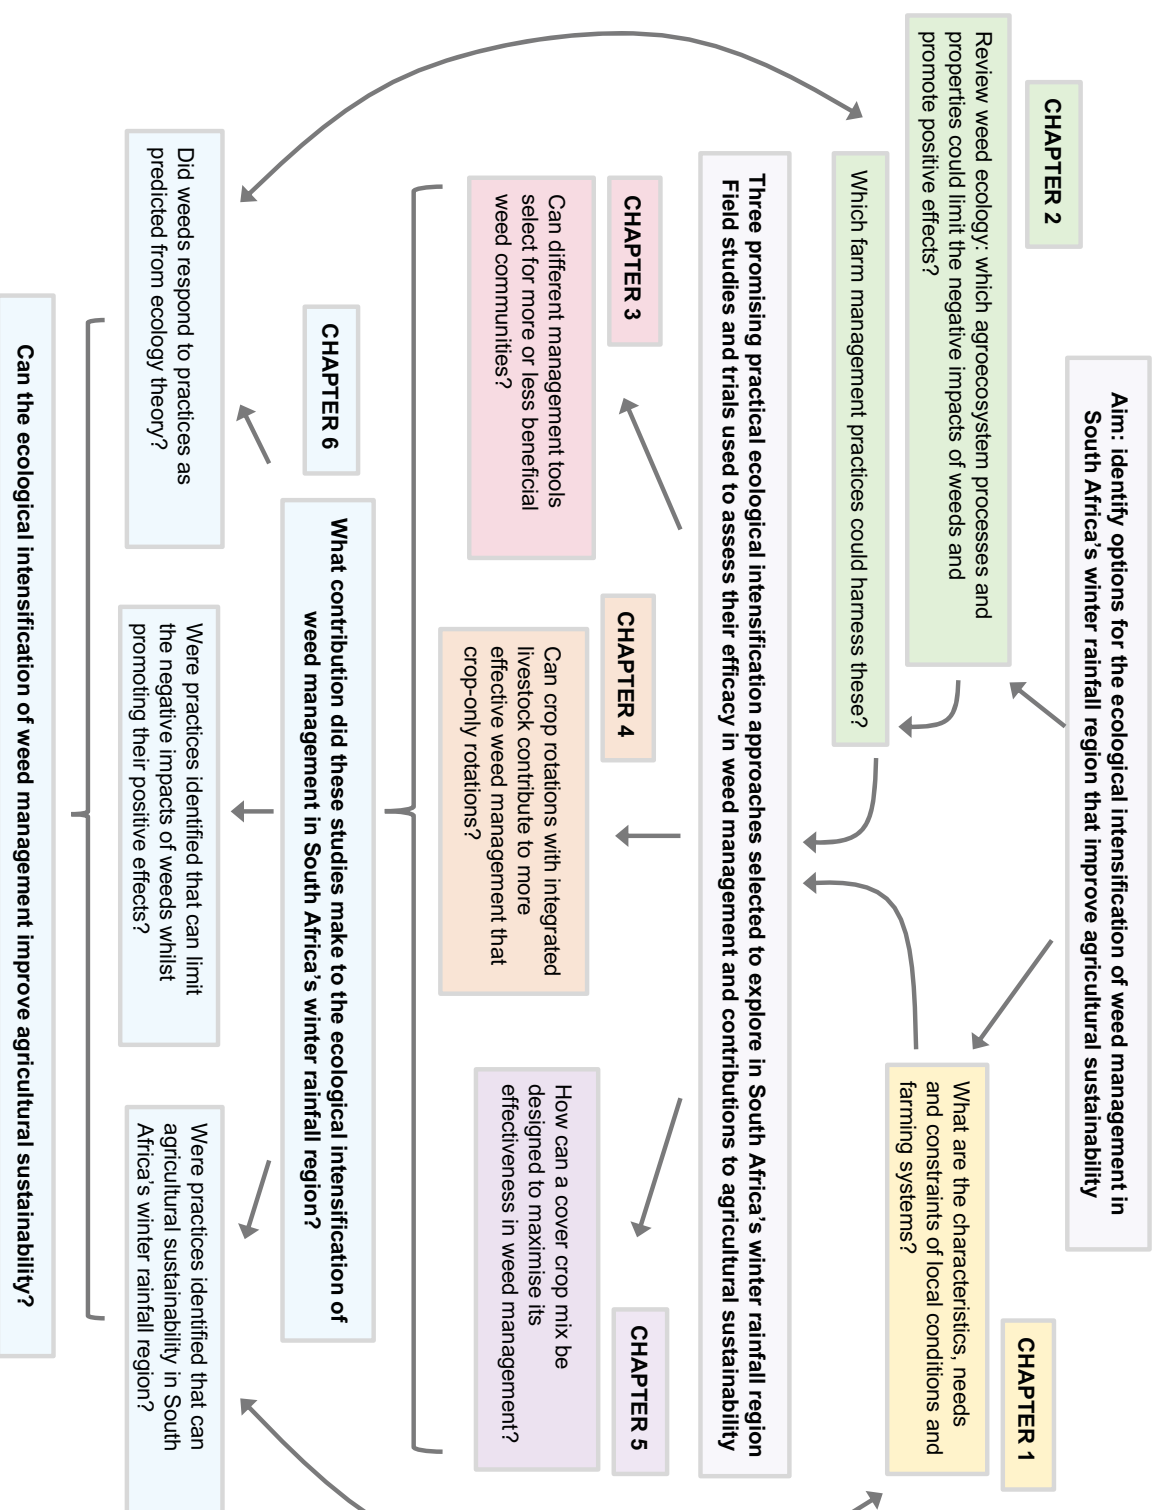 Aim: identify options for the ecological intensification of weed management in
South Africa's winter rainfall region that improve agricultural sustainability
CHAPTER 2
Review weed ecology: which agroecosystem processes and
properties could limit the negative impacts of weeds and
promote positive effects?
Which farm management practices could harness these?
CHAPTER 1
What are the characteristics, needs
and constraints of local conditions and
farming systems?
Three promising practical ecological intensification approaches selected to explore in South Africa's winter rainfall region
Field studies and trials used to assess their efficacy in weed management and contributions to agricultural sustainability
CHAPTER 3
Can different management tools
select for more or less beneficial
weed communities?
CHAPTER 4
Can crop rotations with integrated
livestock contribute to more
effective weed management that
crop-only rotations?
CHAPTER 5
How can a cover crop mix be
designed to maximise its
effectiveness in weed management?
CHAPTER 6
What contribution did these studies make to the ecological intensification of
weed management in South Africa's winter rainfall region?
Did weeds respond to practices as
predicted from ecology theory?
Were practices identified that can limit
the negative impacts of weeds whilst
promoting their positive effects?
Were practices identified that can
agricultural sustainability in South
Africa's winter rainfall region?
Can the ecological intensification of weed management improve agricultural sustainability?